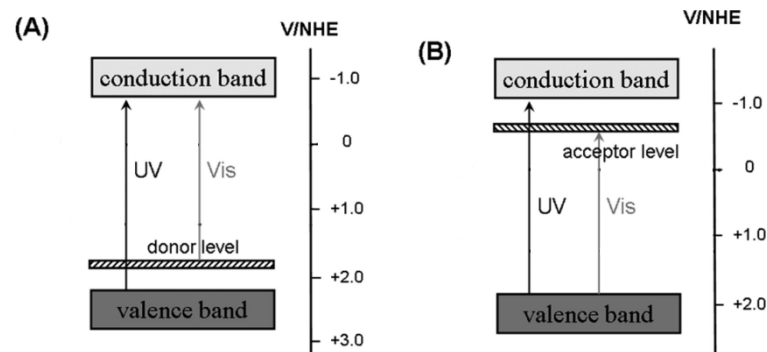 (A)
V/NHE
conduction band
-1.0
0
UV
Vis
+1.0
donor level
+2.0
valence band
+3.0
(B)
V/NHE
conduction band
-1.0
acceptor level
0
UV
Vis
+1.0
valence band
+2.0